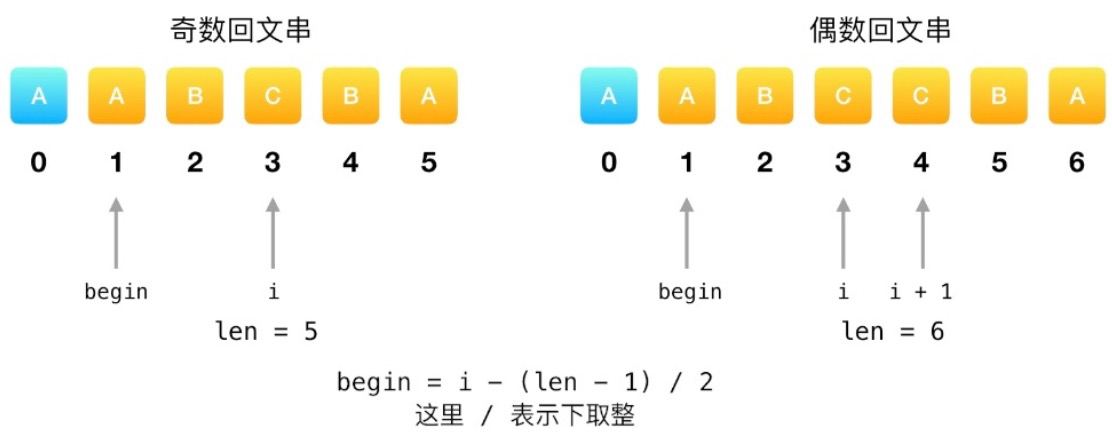 奇数回文串 偶数回文串
A A B C B A A A B C C B A
0 1 2 3 4 5 0 1 2 3 4 5 6
begin i begin i i + 1
len = 5 len = 6
begin = i - (len - 1) / 2
这里 / 表示下取整